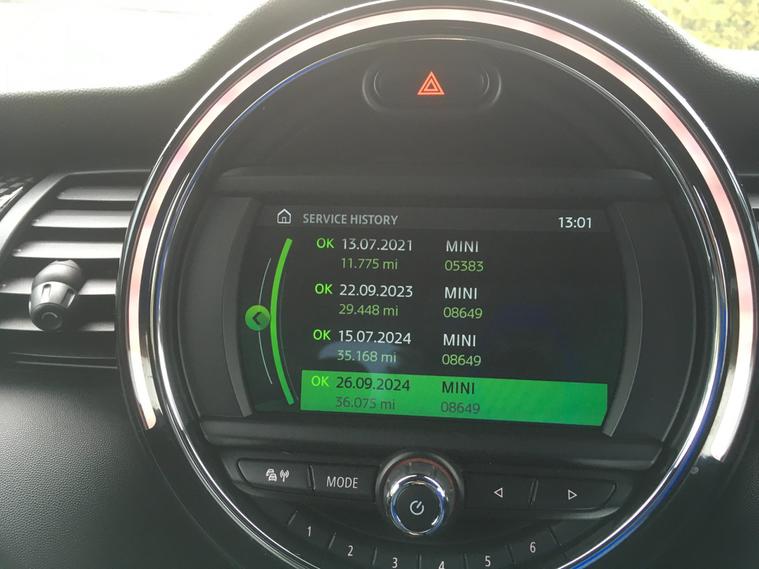 SERVICE HISTORY 13:01
OK 13.07.2021 MINI
11.775 mi 05383
OK 22.09.2023 MINI
29.448 mi 08649
OK 15.07.2024 MINI
35.168 mi 08649
OK 26.09.2024 MINI
36.075 mi 08649
MODE
1 2 3 4 5 6